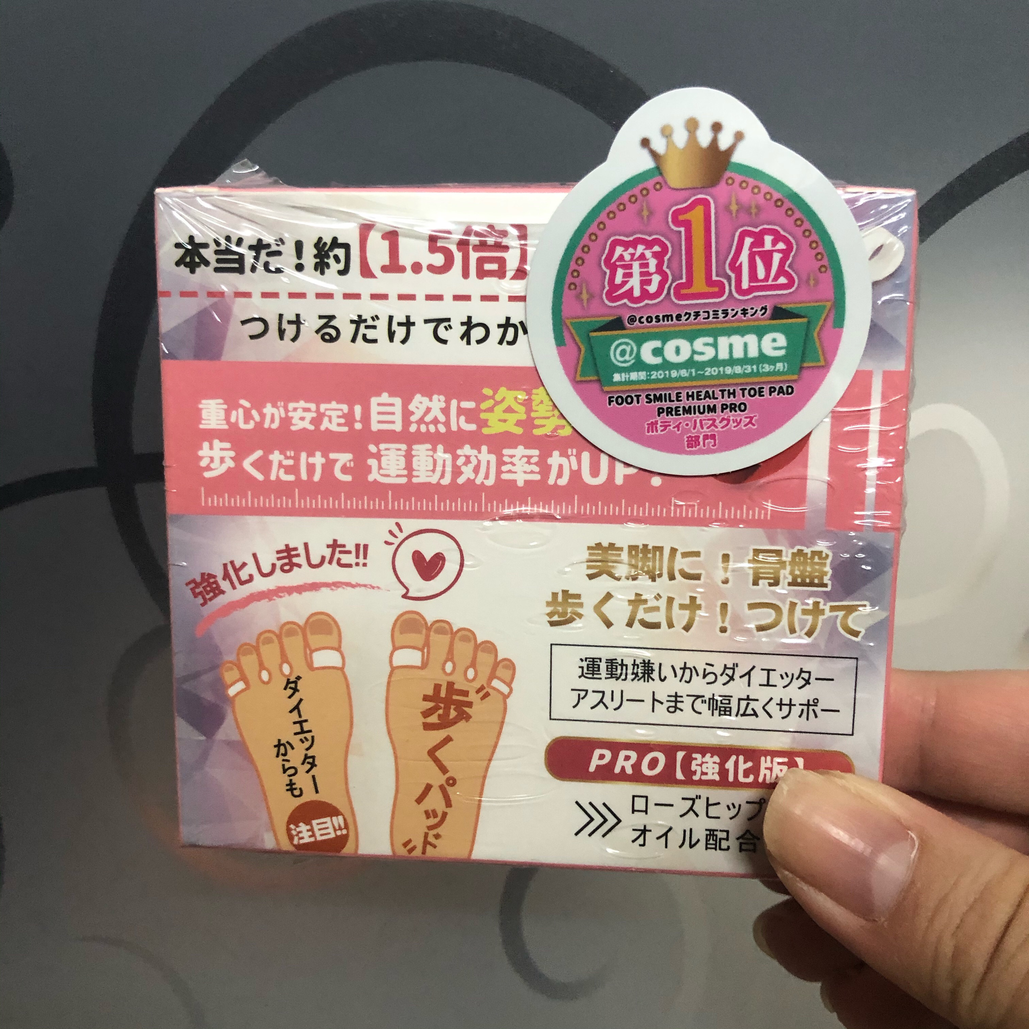 本当だ!約【1.5倍】
つけるだけでわか
第1位
@cosmeクチコミランキング
@cosme
集計期間:2019/6/1~2019/8/31(3ヶ月)
FOOT SMILE HEALTH TOE PAD
PREMIUM PRO
ボディ・バスグッズ
部門
重心が安定!自然に姿勢
歩くだけで 運動効率がUP!
強化しました!!
美脚に!骨盤
歩くだけ!つけて
運動嫌いからダイエッター
アスリートまで幅広くサポー
PRO【強化版】
ローズヒップ
オイル配合
ダイエッター
からも
注目!!
歩くパッド